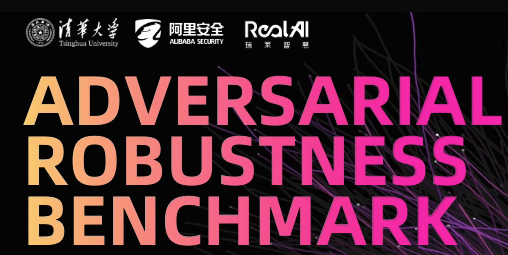 清华大学 阿里安全 RealAI
Tsinghua University ALIBABA SECURITY 瑞莱智慧
ADVERSARIAL
ROBUSTNESS
BENCHMARK